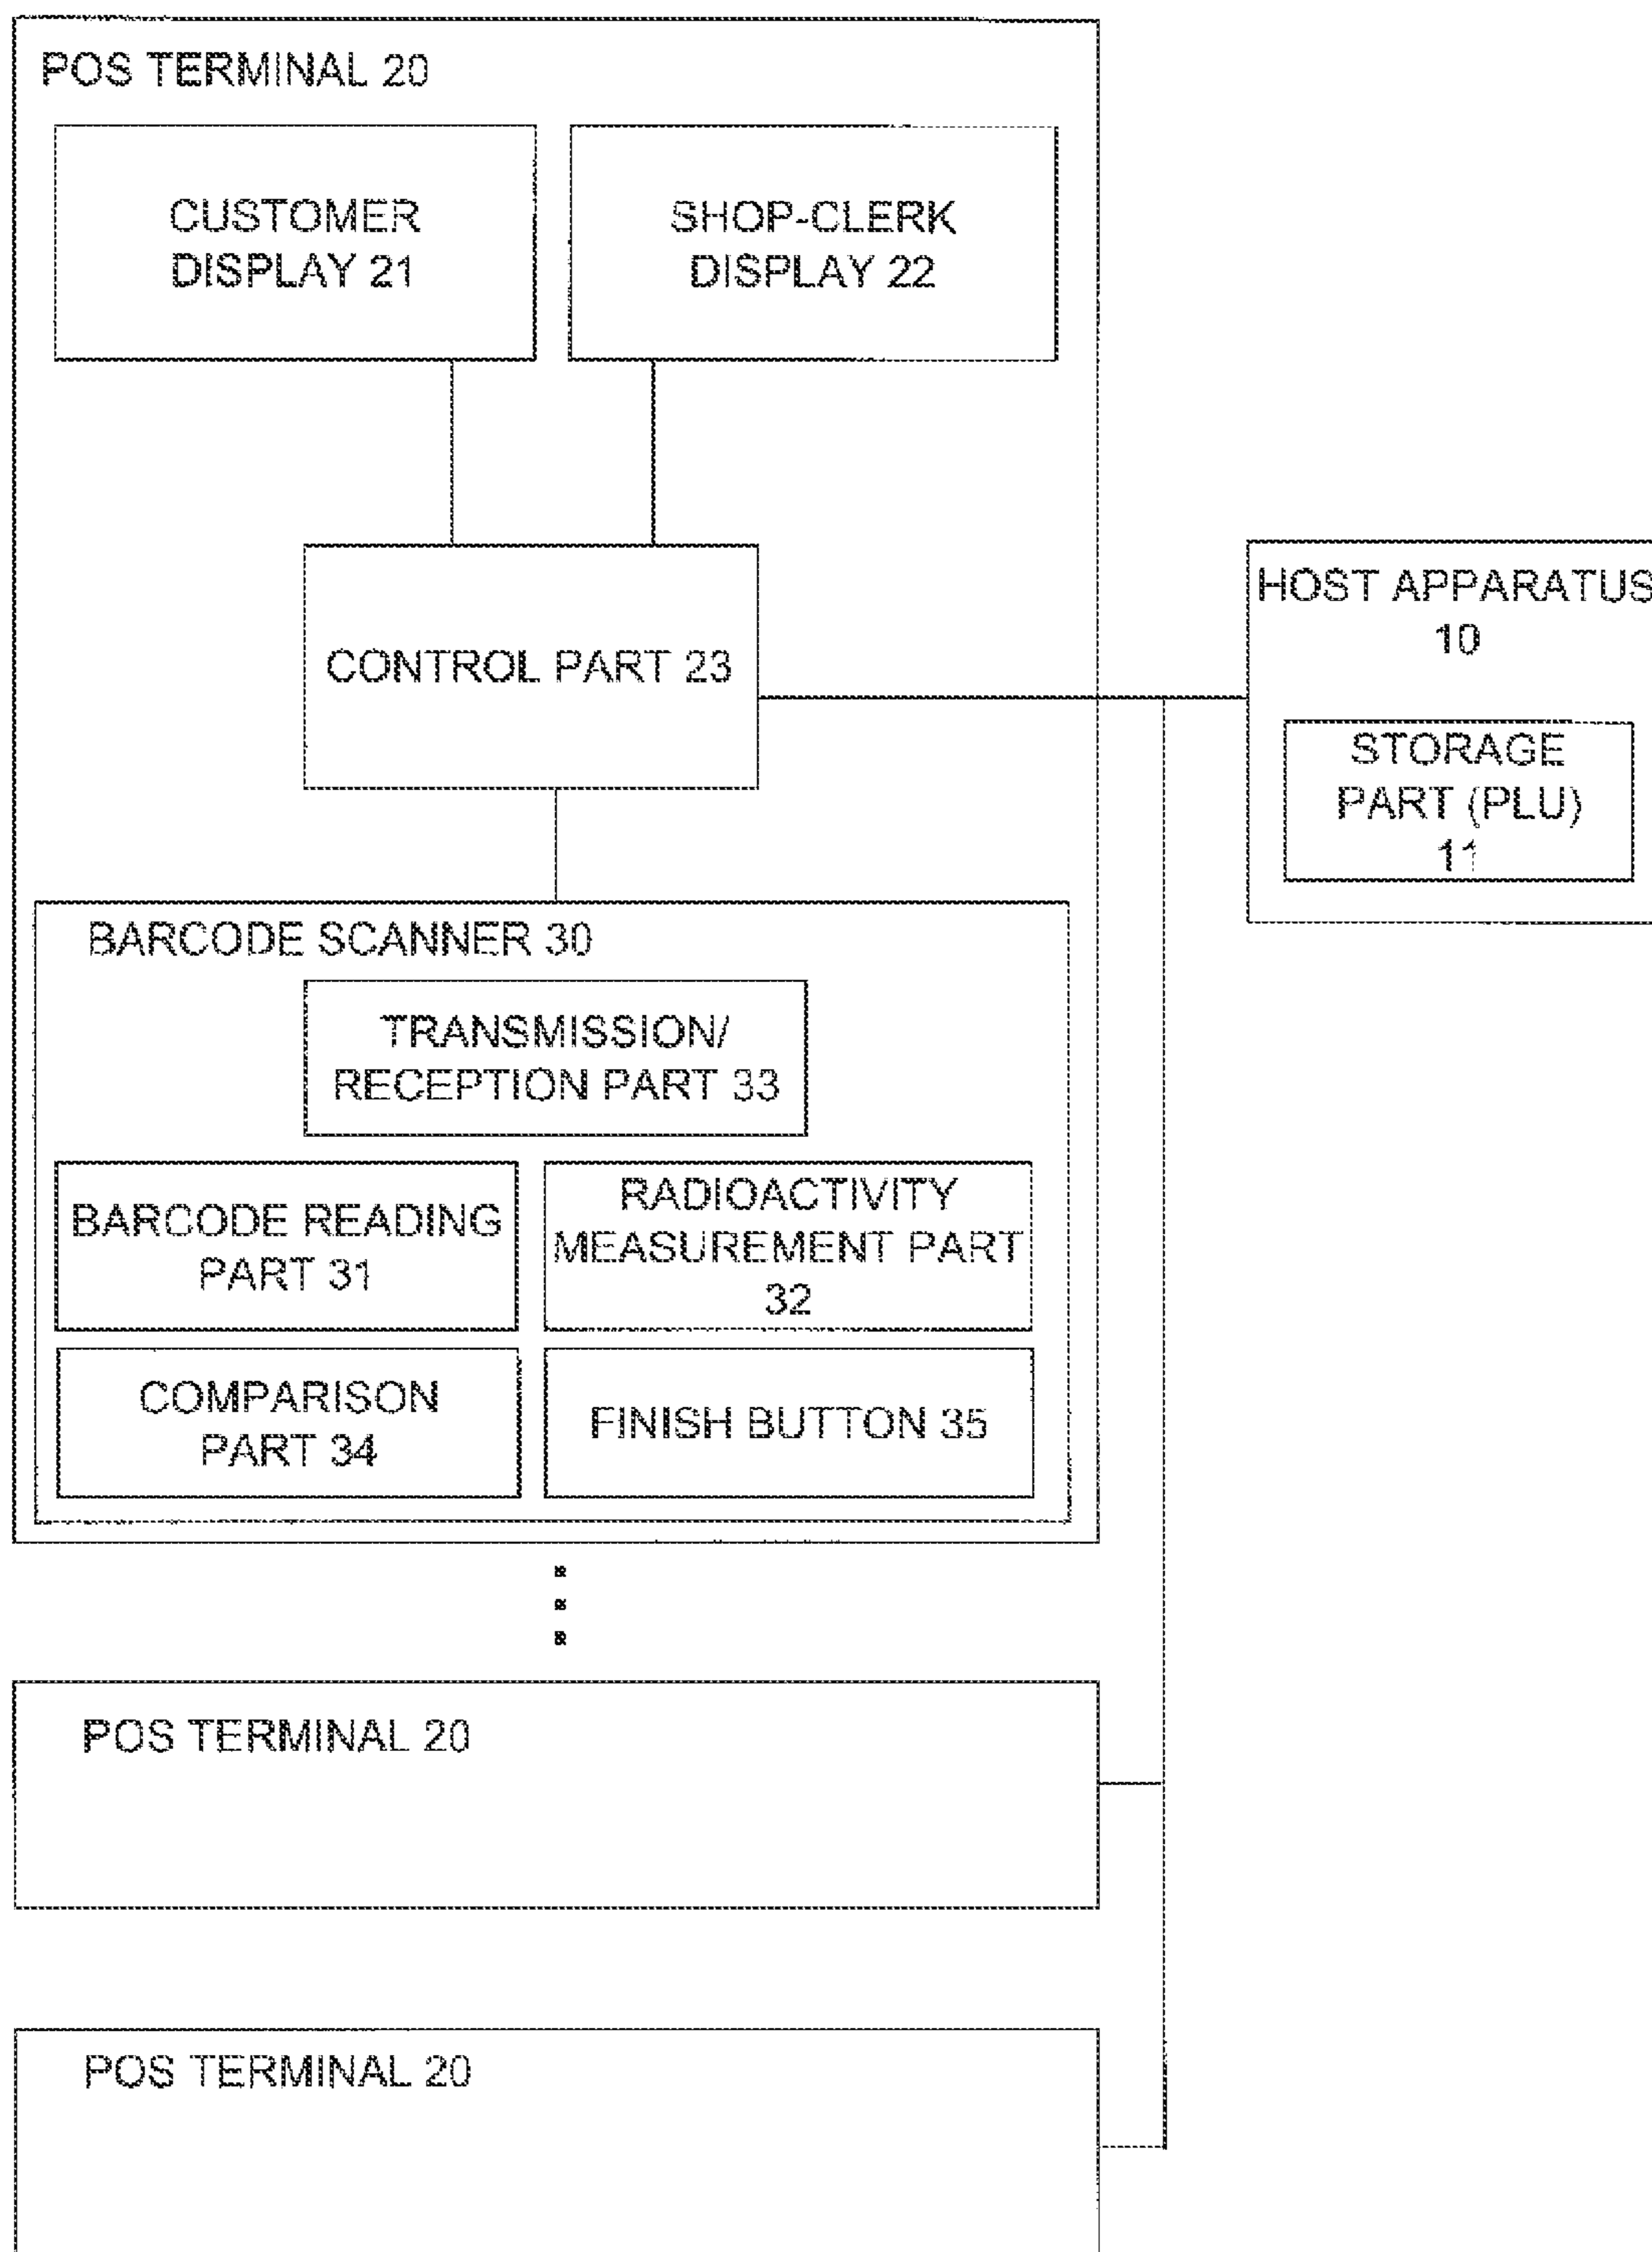 POS TERMINAL 20
CUSTOMER
DISPLAY 21
SHOP-CLERK
DISPLAY 22
CONTROL PART 23
HOST APPARATUS
10
STORAGE
PART (PLU)
11
BARCODE SCANNER 30
TRANSMISSION/
RECEPTION PART 33
BARCODE READING
PART 31
RADIOACTIVITY
MEASUREMENT PART
32
COMPARISON
PART 34
FINISH BUTTON 35
POS TERMINAL 20
POS TERMINAL 20